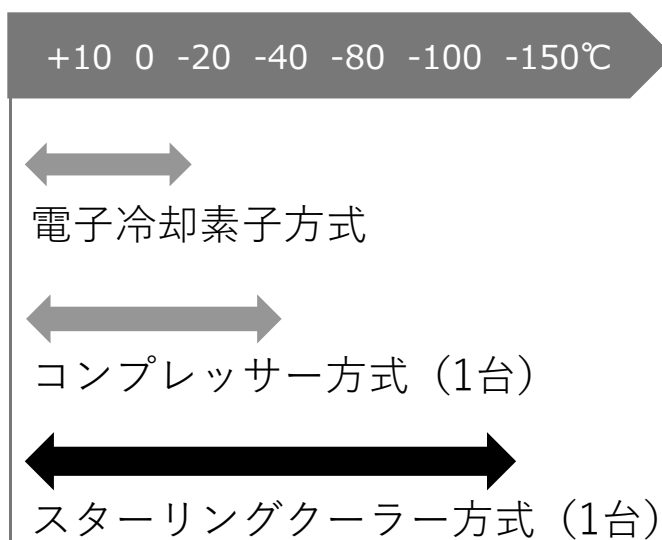 +10 0 -20 -40 -80 -100 -150℃
電子冷却素子方式
コンプレッサー方式（1台）
スターリングクーラー方式（1台）